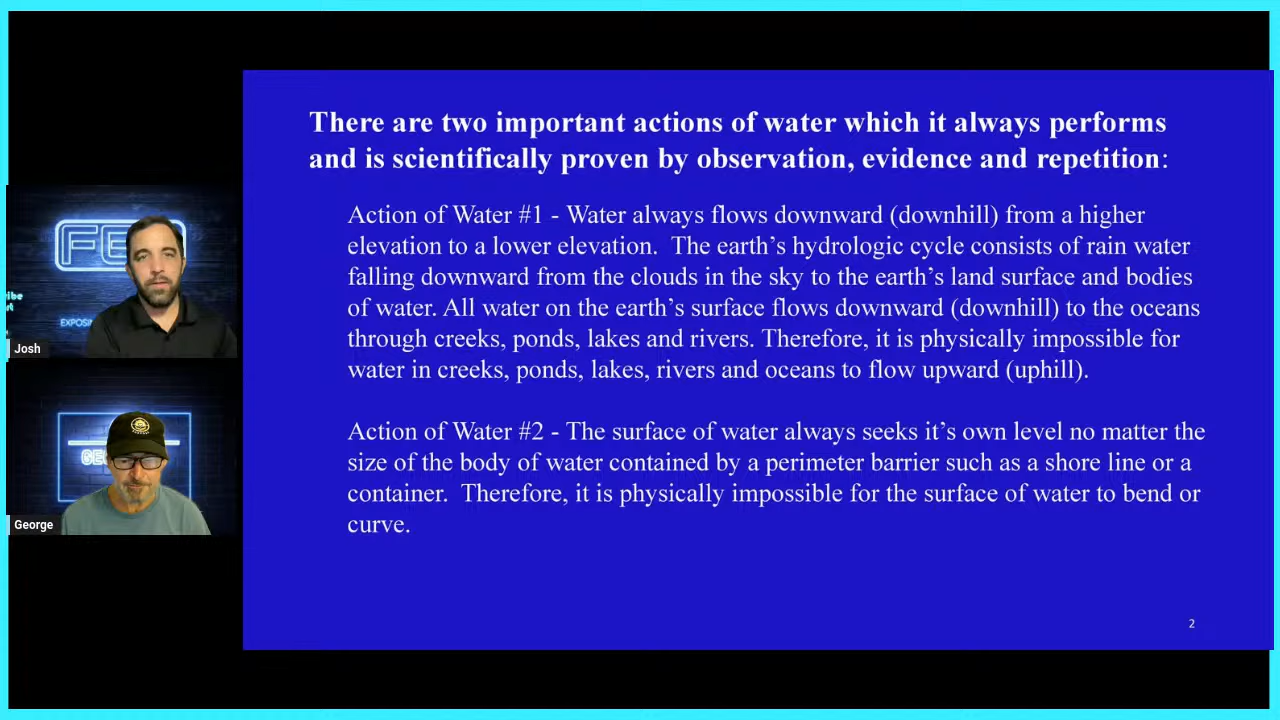 There are two important actions of water which it always performs
and is scientifically proven by observation, evidence and repetition:
Action of Water #1 - Water always flows downward (downhill) from a higher
elevation to a lower elevation.  The earth's hydrologic cycle consists of rain water
falling downward from the clouds in the sky to the earth's land surface and bodies
of water. All water on the earth's surface flows downward (downhill) to the oceans
through creeks, ponds, lakes and rivers. Therefore, it is physically impossible for
water in creeks, ponds, lakes, rivers and oceans to flow upward (uphill).
Action of Water #2 - The surface of water always seeks it's own level no matter the
size of the body of water contained by a perimeter barrier such as a shore line or a
container.  Therefore, it is physically impossible for the surface of water to bend or
curve.
2
Josh
George